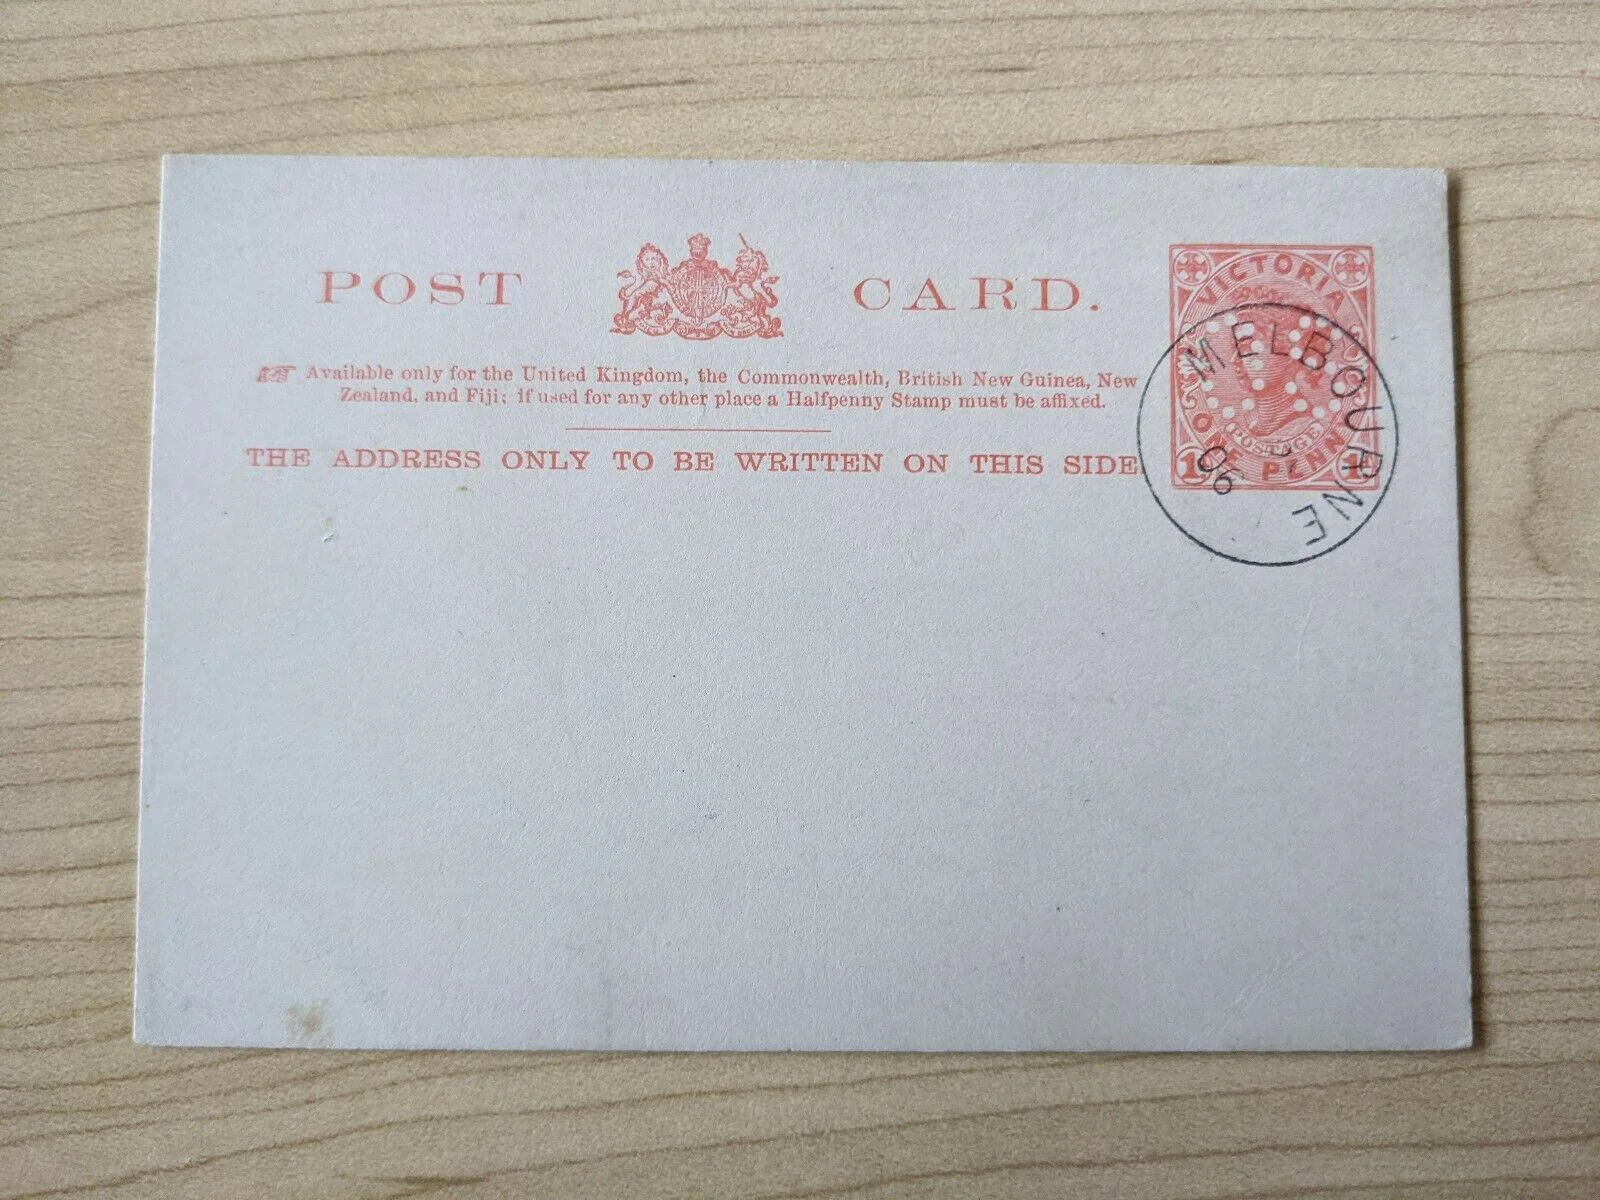 POST CARD.
☞ Available only for the United Kingdom, the Commonwealth, British New Guinea, New
Zealand, and Fiji; if used for any other place a Halfpenny Stamp must be affixed.
THE ADDRESS ONLY TO BE WRITTEN ON THIS SIDE.
VICTORIA
POSTAGE
ONE PENNY
1
MELBOURNE
06